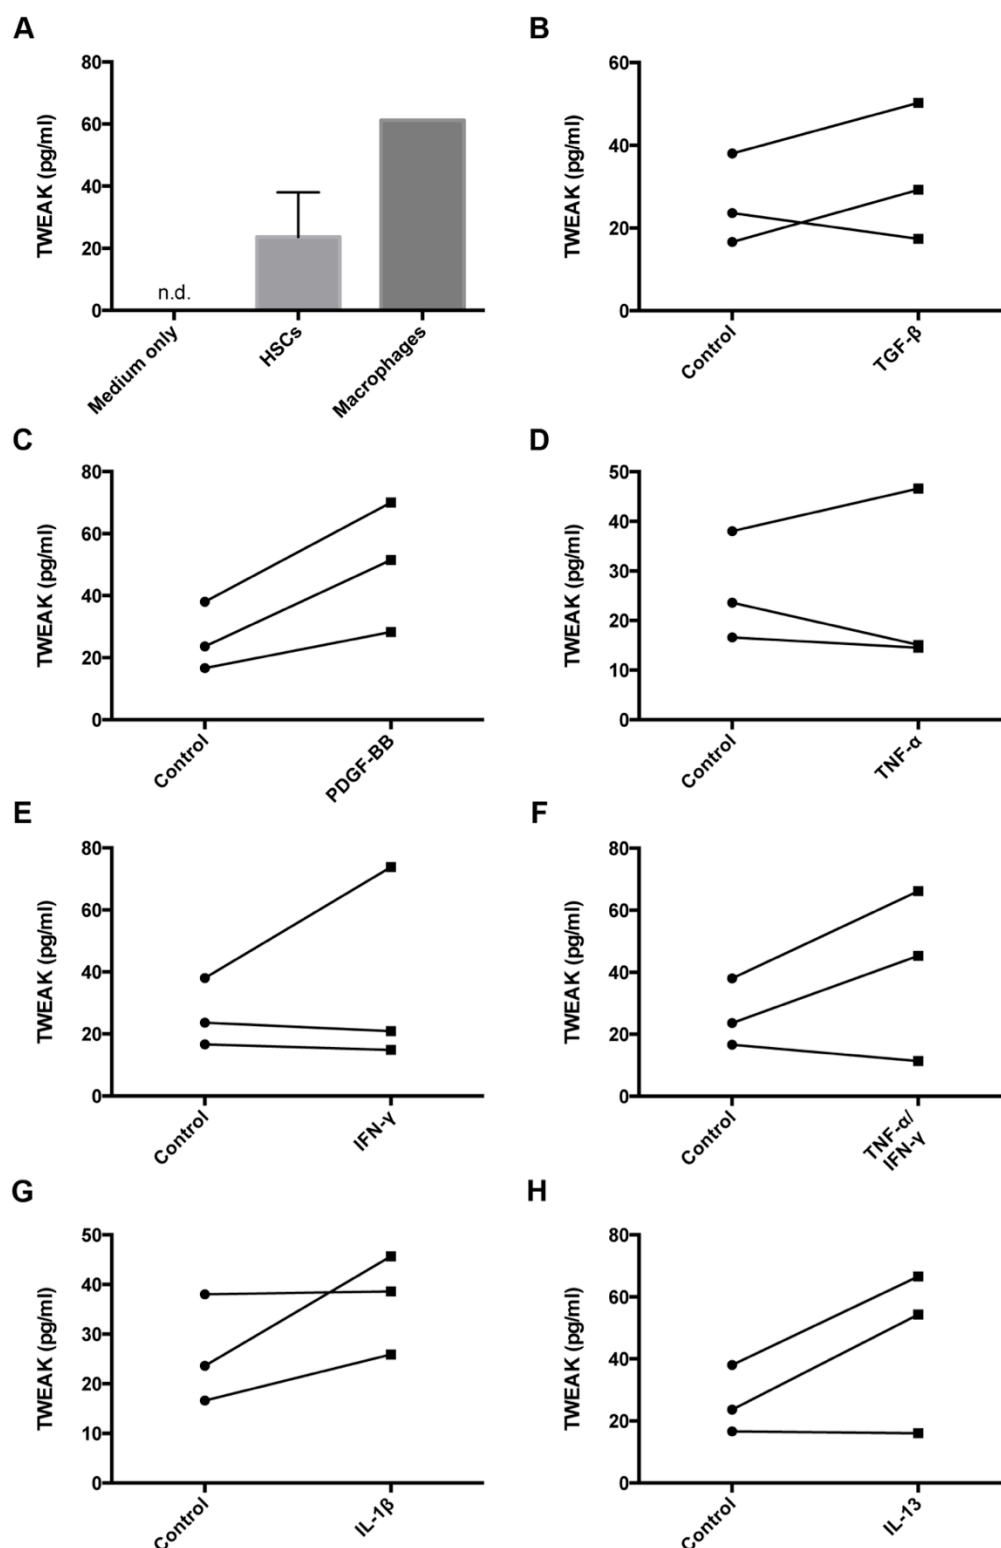 A
B
TWEAK (pg/ml)
80
60
40
20
0
n.d.
Medium only
HSCs
Macrophages
TWEAK (pg/ml)
60
40
20
0
Control
TGF-β
C
D
TWEAK (pg/ml)
80
60
40
20
0
Control
PDGF-BB
TWEAK (pg/ml)
50
40
30
20
10
0
Control
TNF-α
E
F
TWEAK (pg/ml)
80
60
40
20
0
Control
IFN-γ
TWEAK (pg/ml)
80
60
40
20
0
Control
TNF-α/
IFN-γ
G
H
TWEAK (pg/ml)
50
40
30
20
10
0
Control
IL-1β
TWEAK (pg/ml)
80
60
40
20
0
Control
IL-13